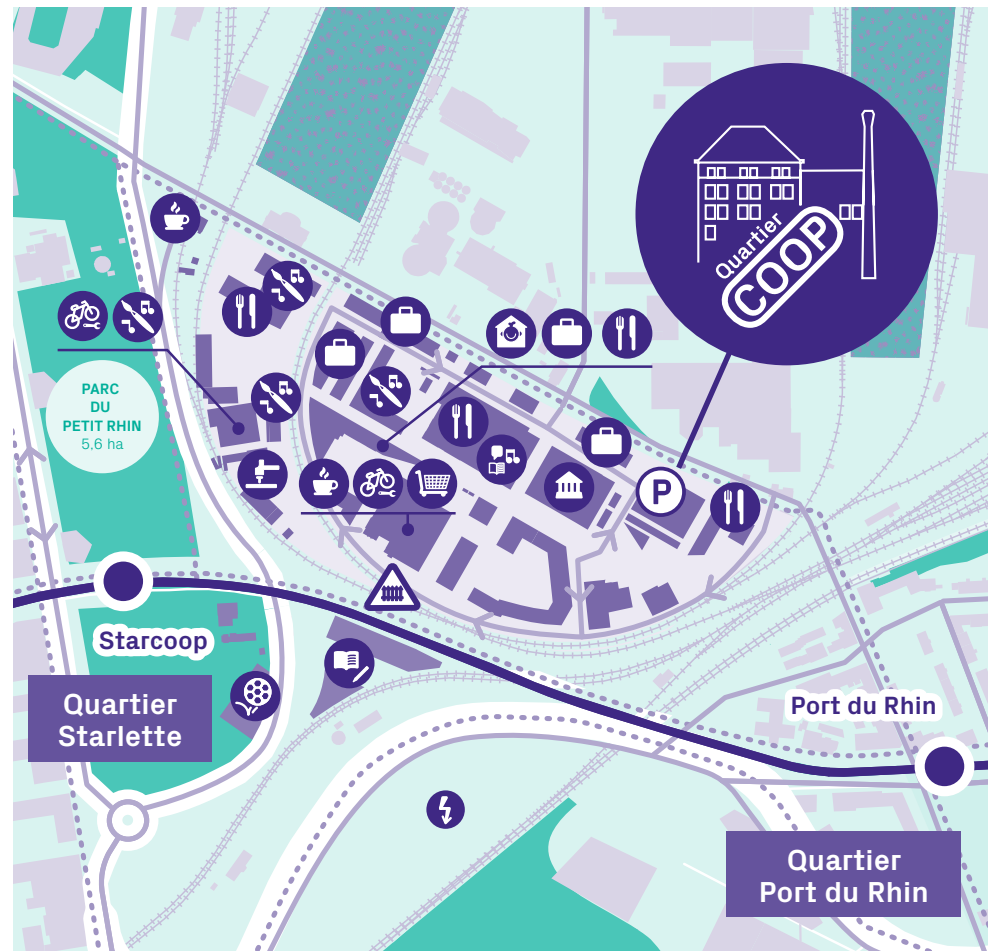 Quartier
COOP
PARC
DU
PETIT RHIN
5,6 ha
P
Starcoop
Quartier
Starlette
Port du Rhin
Quartier
Port du Rhin